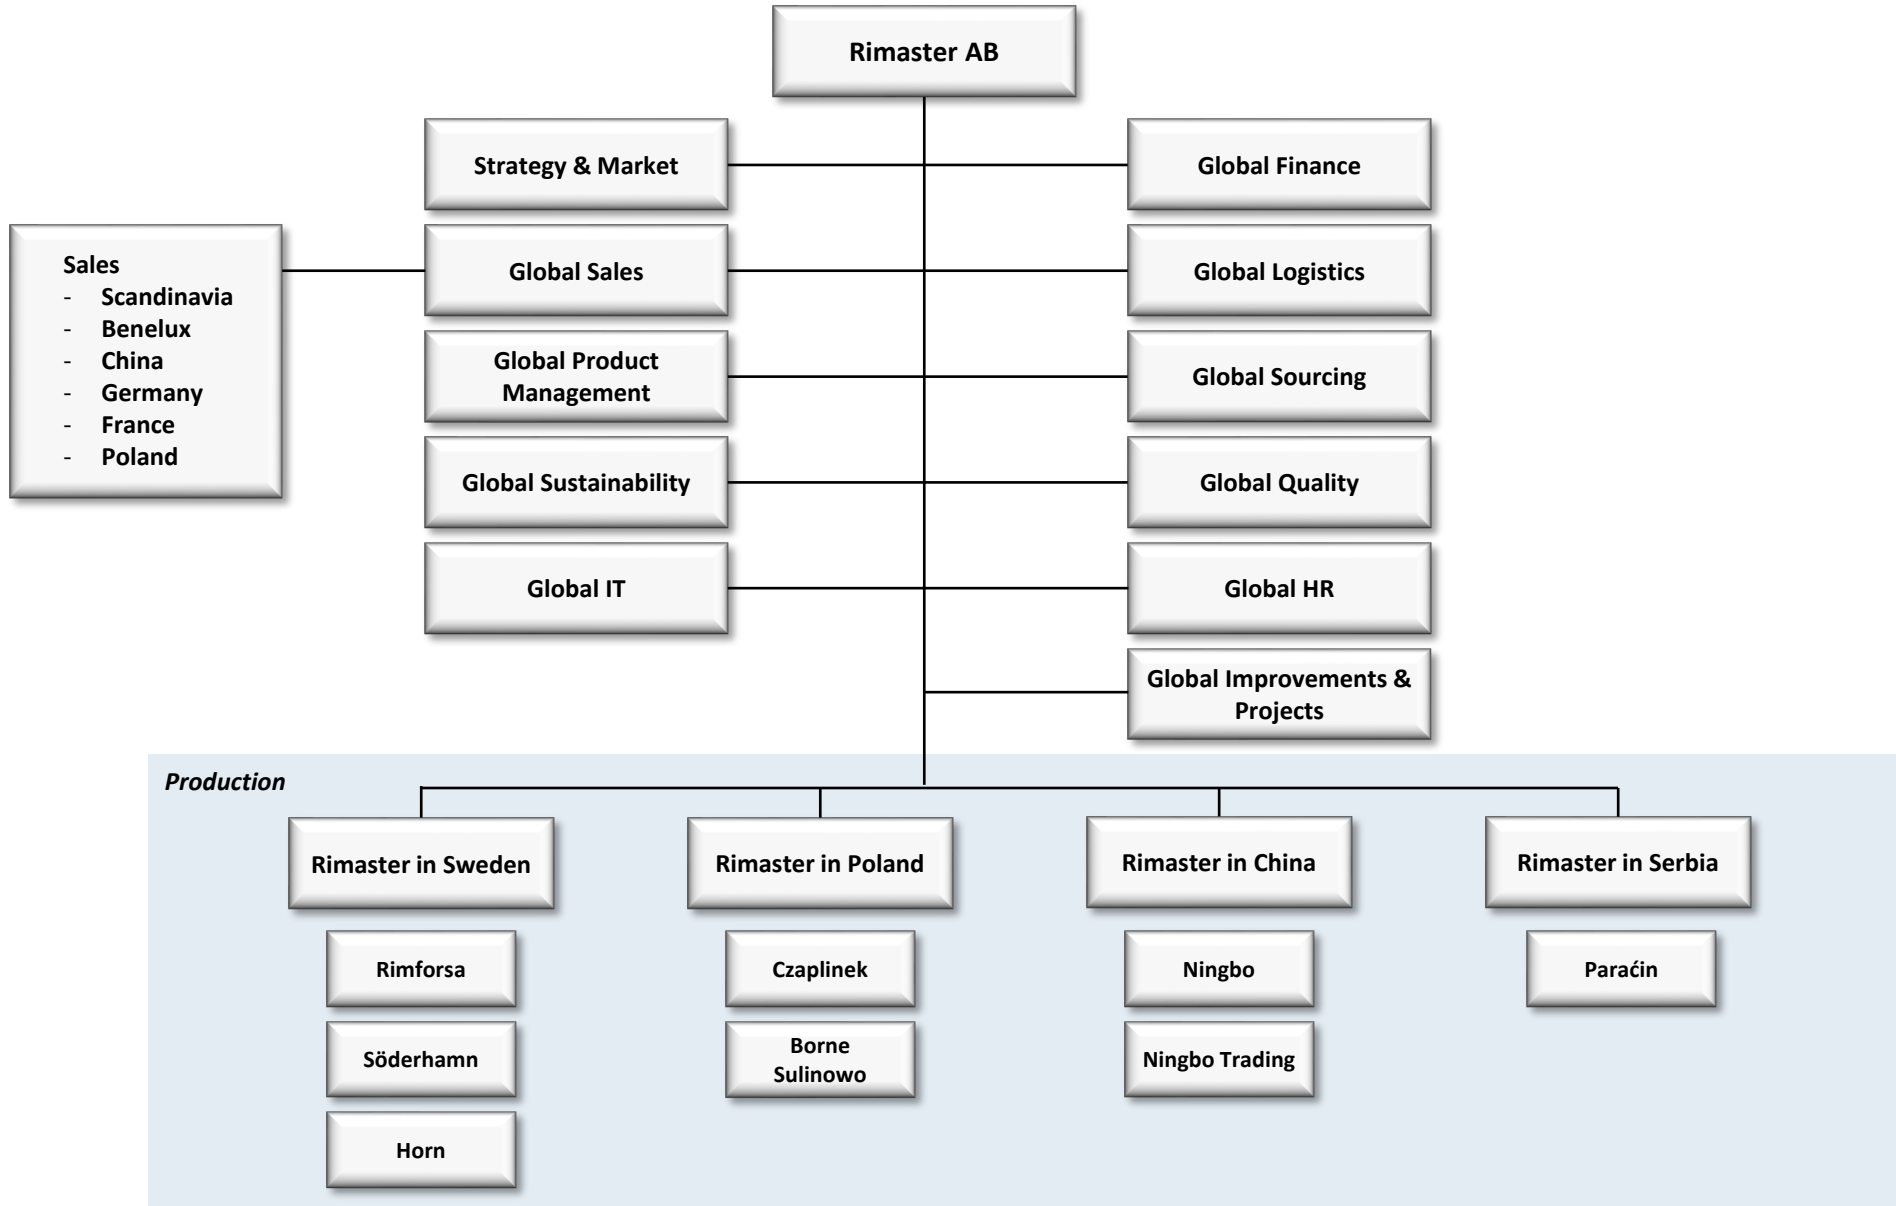 Rimaster AB
Strategy & Market
Global Finance
Sales
- Scandinavia
- Benelux
- China
- Germany
- France
- Poland
Global Sales
Global Logistics
Global Product
Management
Global Sourcing
Global Sustainability
Global Quality
Global IT
Global HR
Global Improvements &
Projects
Production
Rimaster in Sweden
Rimaster in Poland
Rimaster in China
Rimaster in Serbia
Rimforsa
Czaplinek
Ningbo
Paraćin
Söderhamn
Borne
Sulinowo
Ningbo Trading
Horn